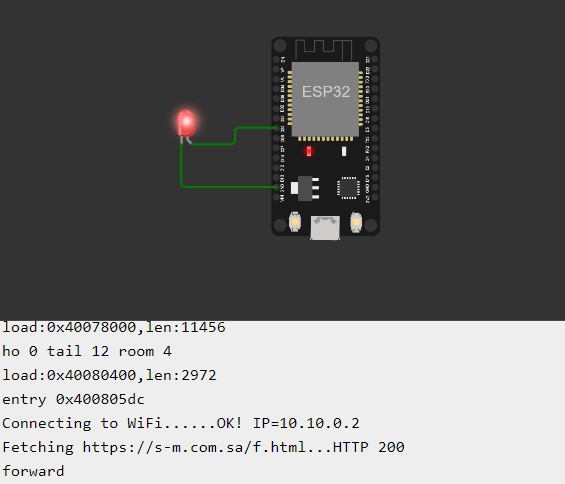 ESP32
load:0x40078000,len:11456
ho 0 tail 12 room 4
load:0x40080400,len:2972
entry 0x400805dc
Connecting to WiFi......OK! IP=10.10.0.2
Fetching https://s-m.com.sa/f.html...HTTP 200
forward